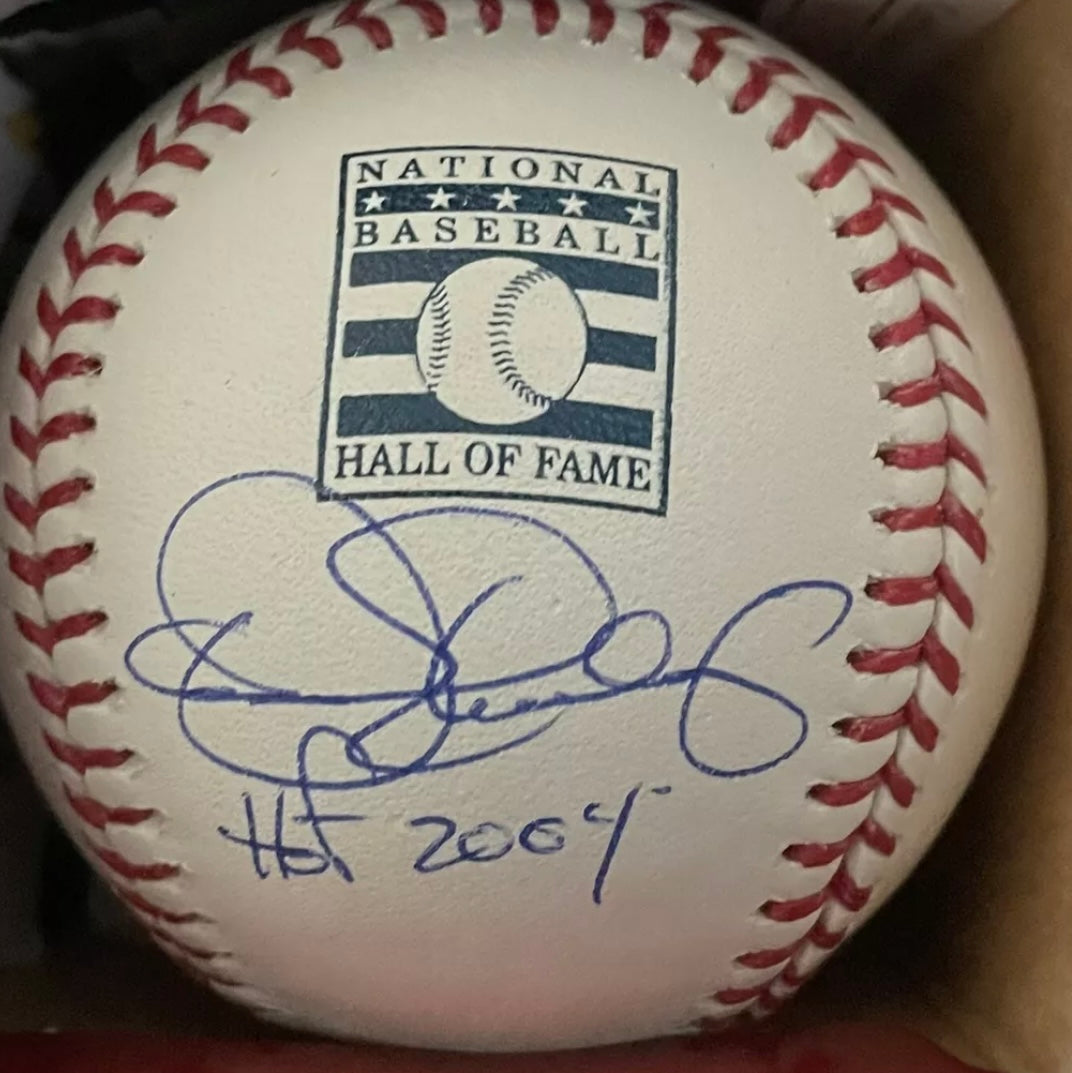 NATIONAL
BASEBALL
HALL OF FAME
HOF 2004